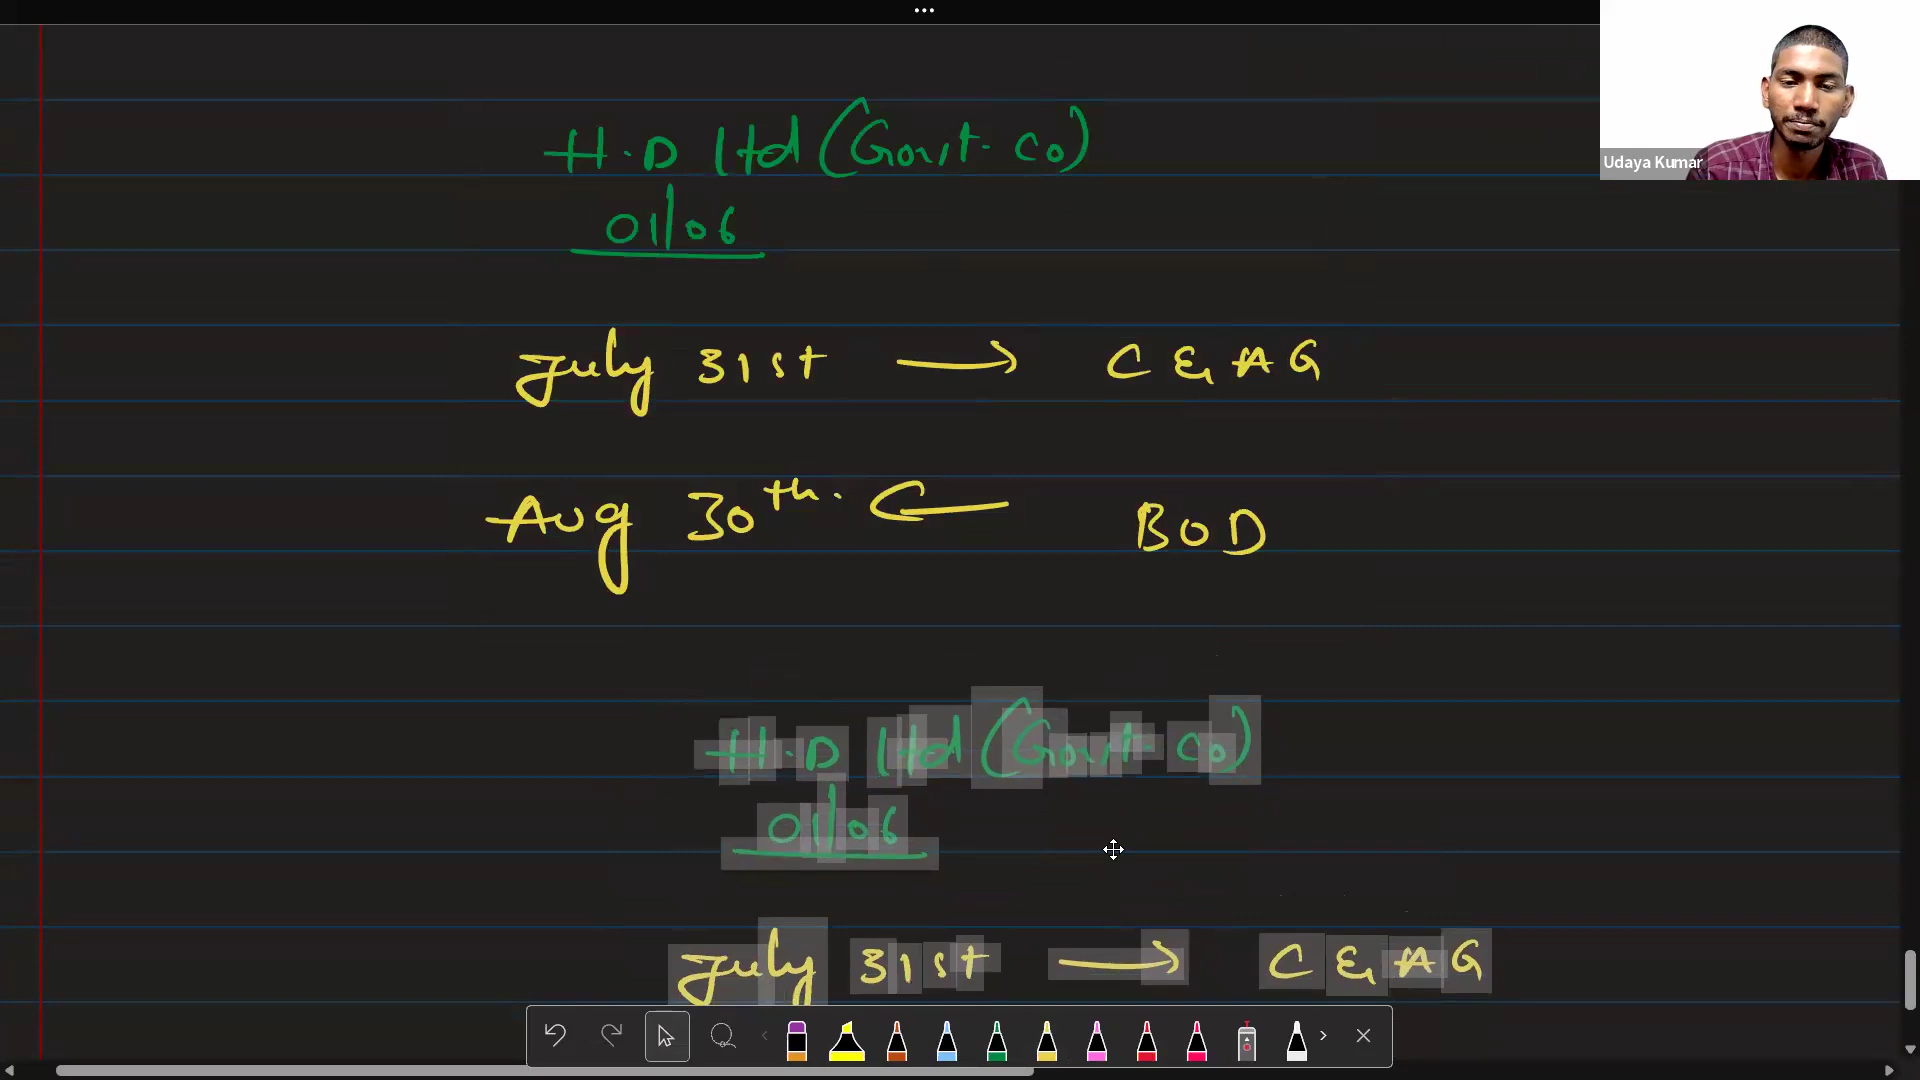 Udaya Kumar
H.D Ltd (Govt. Co)
01/06
July 31st → C & AG
Aug 30th. ← BOD
H.D Ltd (Govt. Co)
01/06
July 31st → C & AG